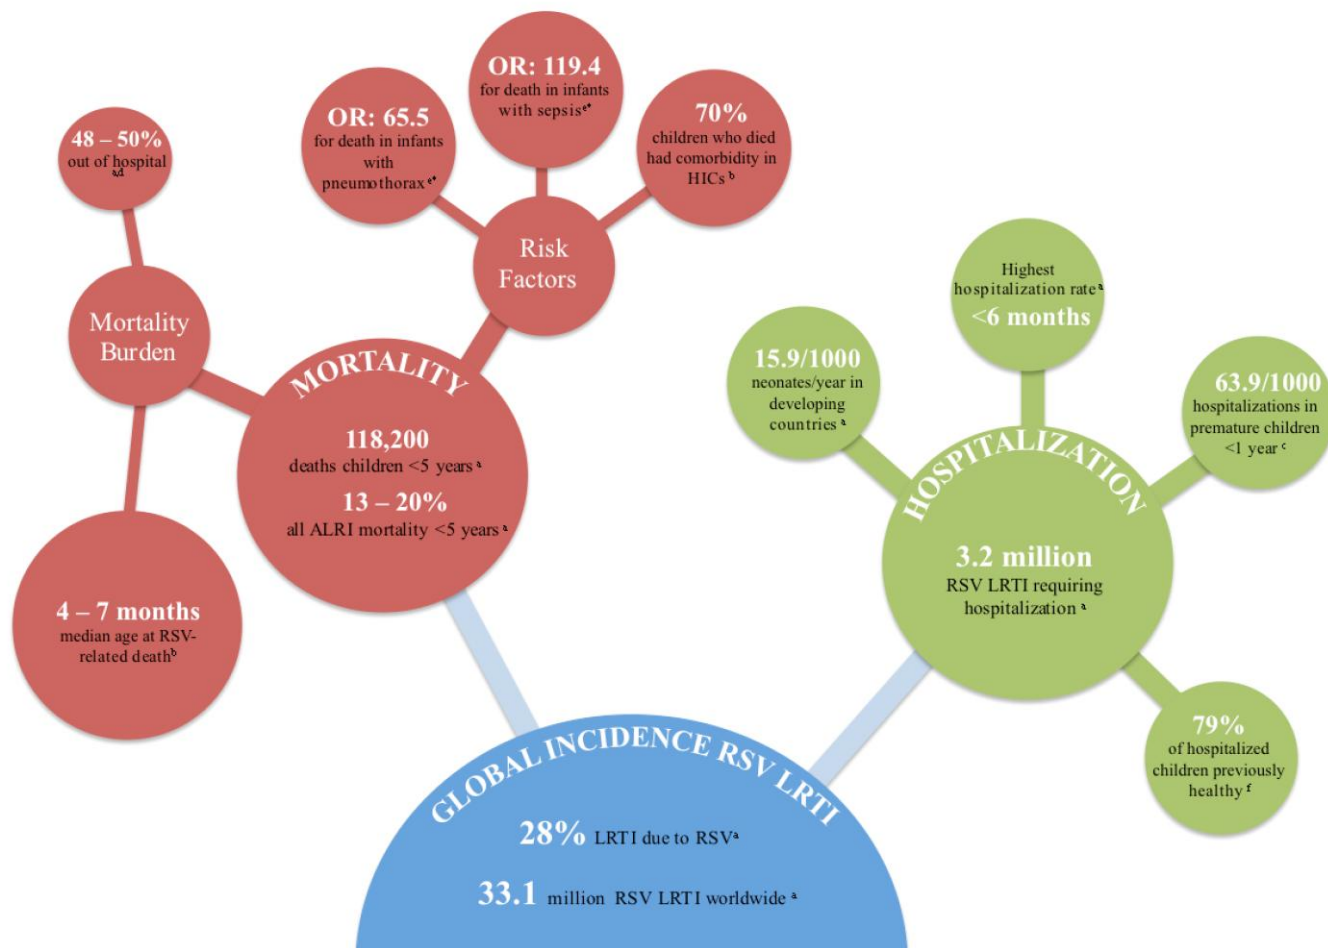 OR: 119.4
for death in infants
with sepsis e*
OR: 65.5
for death in infants
with
pneumothorax e*
70%
children who died
had comorbidity in
HICs b
48 – 50%
out of hospital
a,d
Risk
Factors
Mortality
Burden
MORTALITY
118,200
deaths children <5 years a
13 – 20%
all ALRI mortality <5 years a
4 – 7 months
median age at RSV-
related death b
Highest
hospitalization rate a
<6 months
15.9/1000
neonates/year in
developing
countries a
63.9/1000
hospitalizations in
premature children
<1 year c
HOSPITALIZATION
3.2 million
RSV LRTI requiring
hospitalization a
79%
of hospitalized
children previously
healthy f
GLOBAL INCIDENCE RSV LRTI
28% LRTI due to RSV a
33.1 million RSV LRTI worldwide a